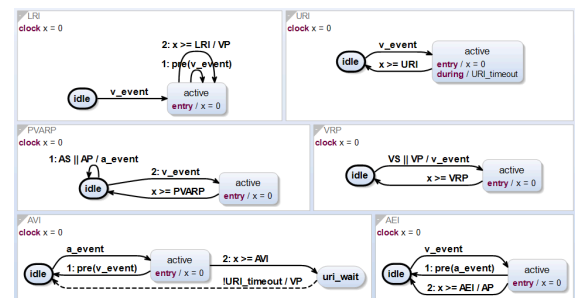 LRI
clock x = 0
2: x >= LRI / VP
1: pre(v_event)
v_event
idle
active
entry / x = 0
URI
clock x = 0
v_event
x >= URI
idle
active
entry / x = 0
during / URI_timeout
PVARP
clock x = 0
1: AS || AP / a_event
2: v_event
x >= PVARP
idle
active
entry / x = 0
VRP
clock x = 0
VS || VP / v_event
x >= VRP
idle
active
entry / x = 0
AVI
clock x = 0
a_event
1: pre(v_event)
idle
active
entry / x = 0
2: x >= AVI
!URI_timeout / VP
uri_wait
AEI
clock x = 0
v_event
1: pre(a_event)
2: x >= AEI / AP
idle
active
entry / x = 0